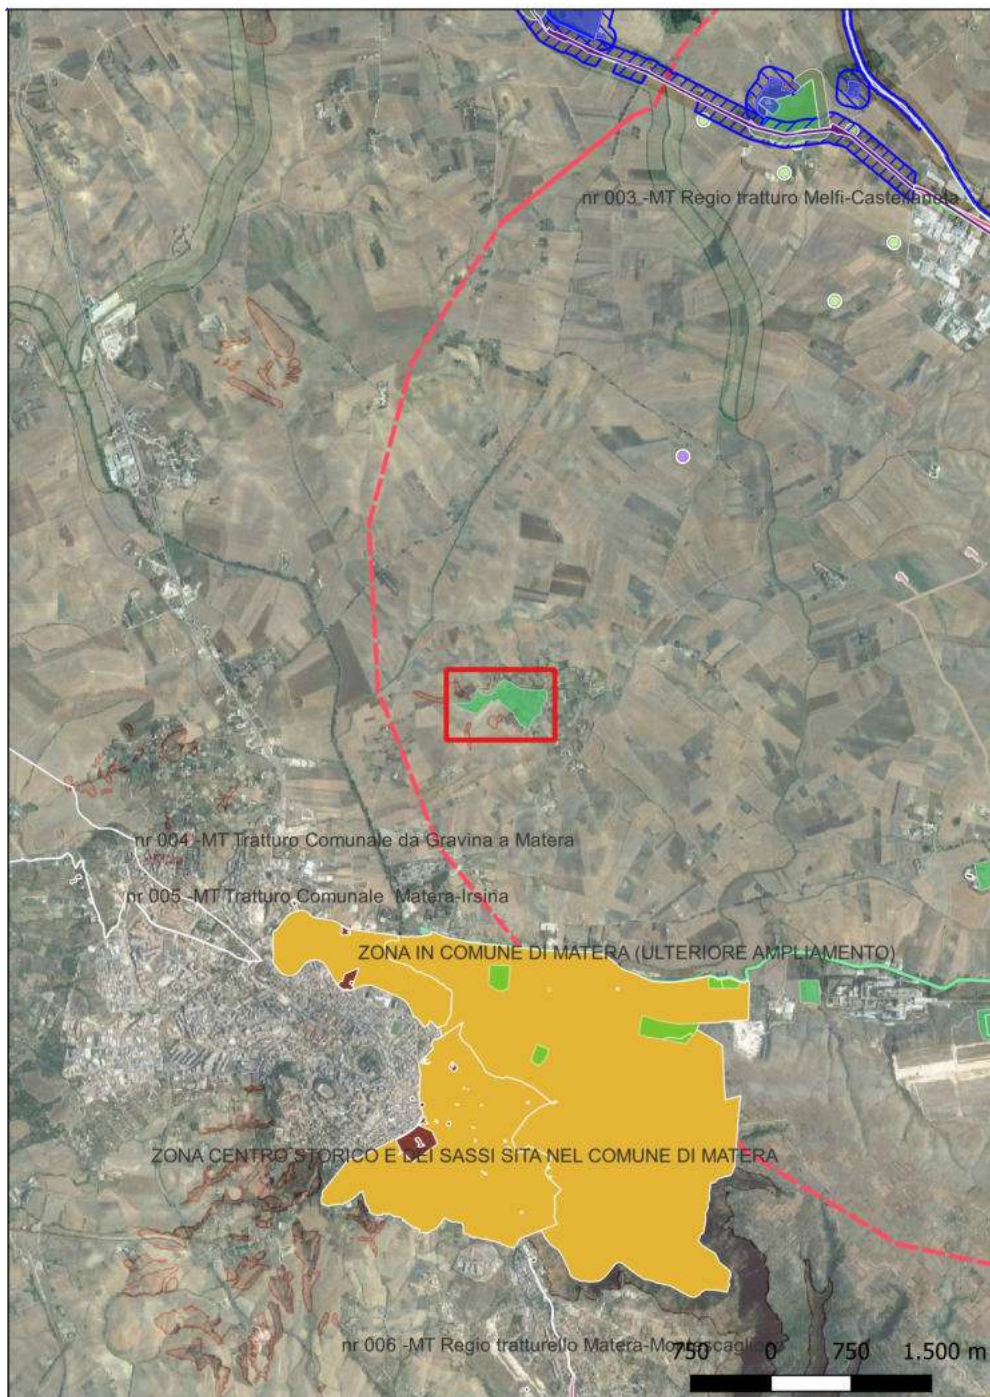 nr 003 -MT Regio tratturo Melfi-Castellaneta
nr 004 -MT Tratturo Comunale da Gravina a Matera
nr 005 -MT Tratturo Comunale Matera-Irsina
ZONA IN COMUNE DI MATERA (ULTERIORE AMPLIAMENTO)
ZONA CENTRO STORICO E DEI SASSI SITA NEL COMUNE DI MATERA
nr 006 -MT Regio tratturello Matera-Montescaglioso
750 0 750 1.500 m